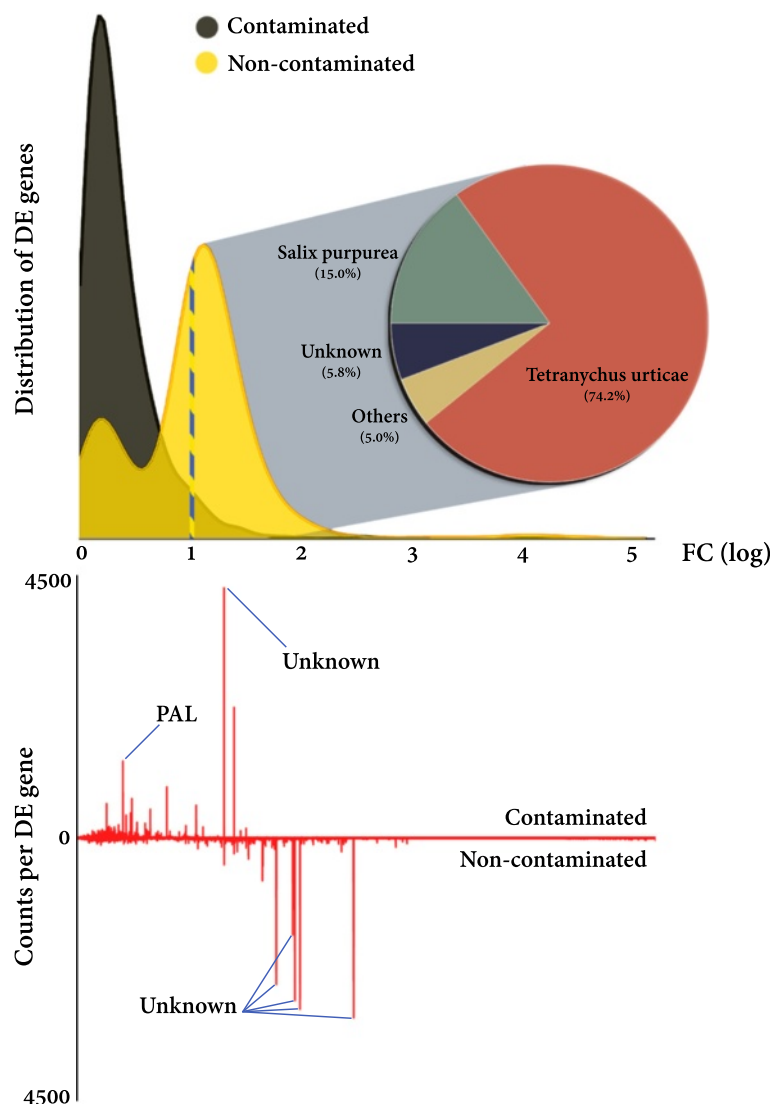 Contaminated
Non-contaminated
Distribution of DE genes
Salix purpurea
(15.0%)
Unknown
(5.8%)
Others
(5.0%)
Tetranychus urticae
(74.2%)
0 1 2 3 4 5 FC (log)
4500
Unknown
PAL
Counts per DE gene
0
Contaminated
Non-contaminated
Unknown
4500